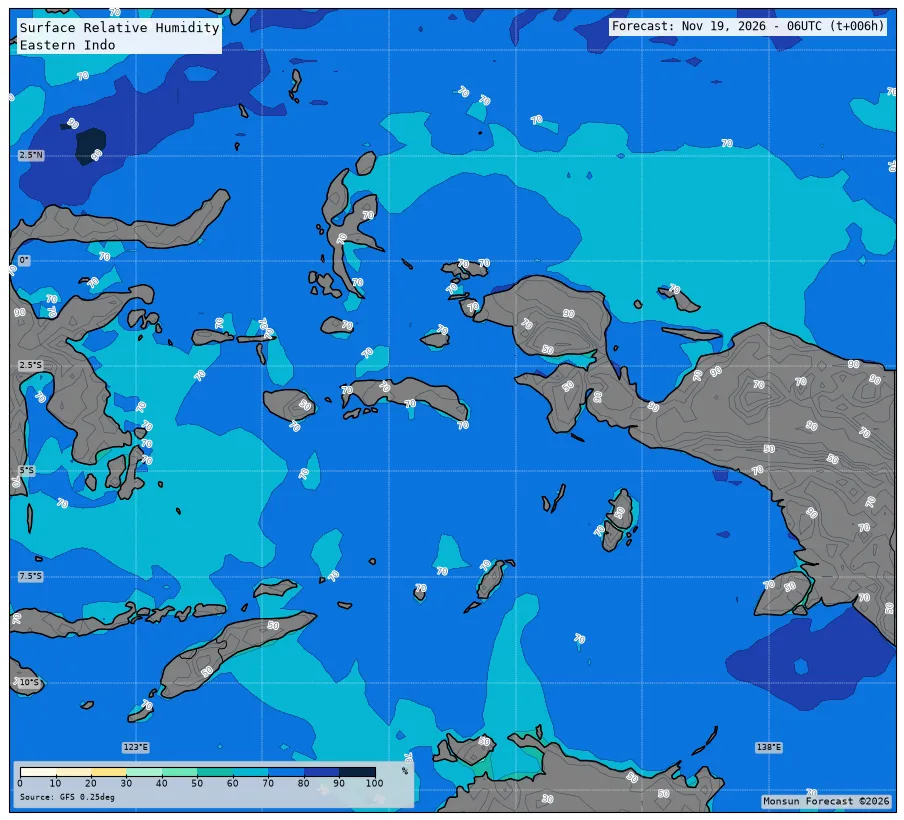 Surface Relative Humidity
Eastern Indo
Forecast: Nov 19, 2026 - 06UTC (t+006h)
2.5°N
0°
2.5°S
5°S
7.5°S
10°S
123°E
138°E
0 10 20 30 40 50 60 70 80 90 100 %
Source: GFS 0.25deg
Monsun Forecast ©2026